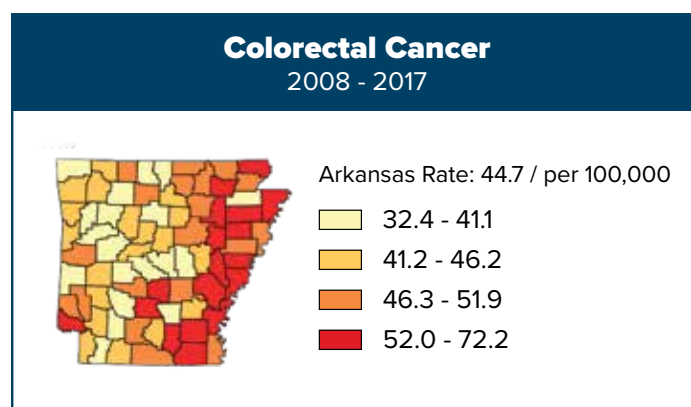 Colorectal Cancer
2008 - 2017
Arkansas Rate: 44.7 / per 100,000
32.4 - 41.1
41.2 - 46.2
46.3 - 51.9
52.0 - 72.2